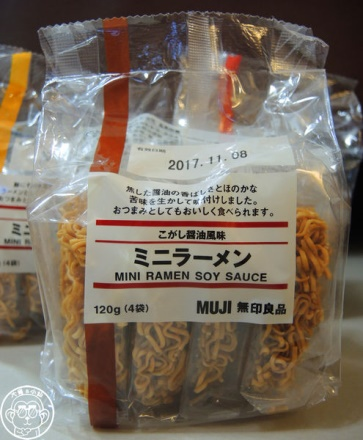 2017.11.08
焦した醤油の香ばしさとほのかな
苦味を生かして味付けしました。
おつまみとしてもおいしく食べられます。
こがし醤油風味
ミニラーメン
MINI RAMEN SOY SAUCE
120g(4袋)
MUJI 無印良品